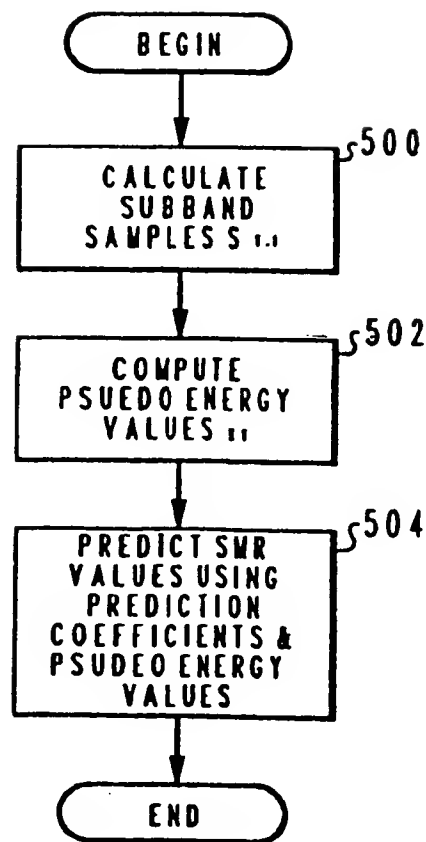 BEGIN
500
CALCULATE
SUBBAND
SAMPLES S
502
COMPUTE
PSUEDO ENERGY
VALUES
504
PREDICT SMR
VALUES USING
PREDICTION
COEFFICIENTS &
PSUDEO ENERGY
VALUES
END